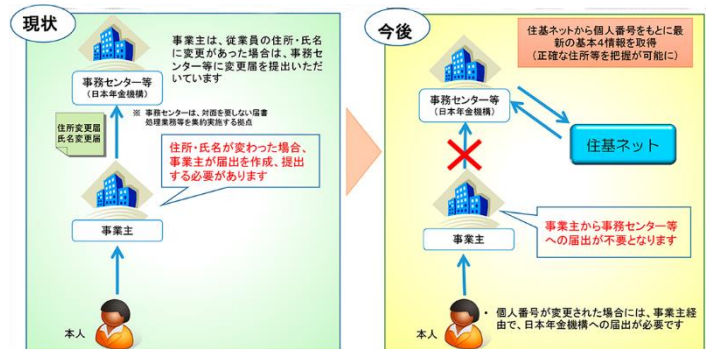 現状
事業主は、従業員の住所・氏名
に変更があった場合は、事務セ
ンター等に変更届を提出いただ
いています
事務センター等
（日本年金機構）
※ 事務センターは、対面を要しない届書
処理業務等を集約実施する拠点
住所変更届
氏名変更届
住所・氏名が変わった場合、
事業主が届出を作成、提出
する必要があります
事業主
本人
今後
住基ネットから個人番号をもとに最
新の基本4情報を取得
（正確な住所等を把握が可能に）
事務センター等
（日本年金機構）
住基ネット
事業主から事務センター等
への届出が不要となります
事業主
・ 個人番号が変更された場合には、事業主経
由で、日本年金機構への届出が必要です
本人